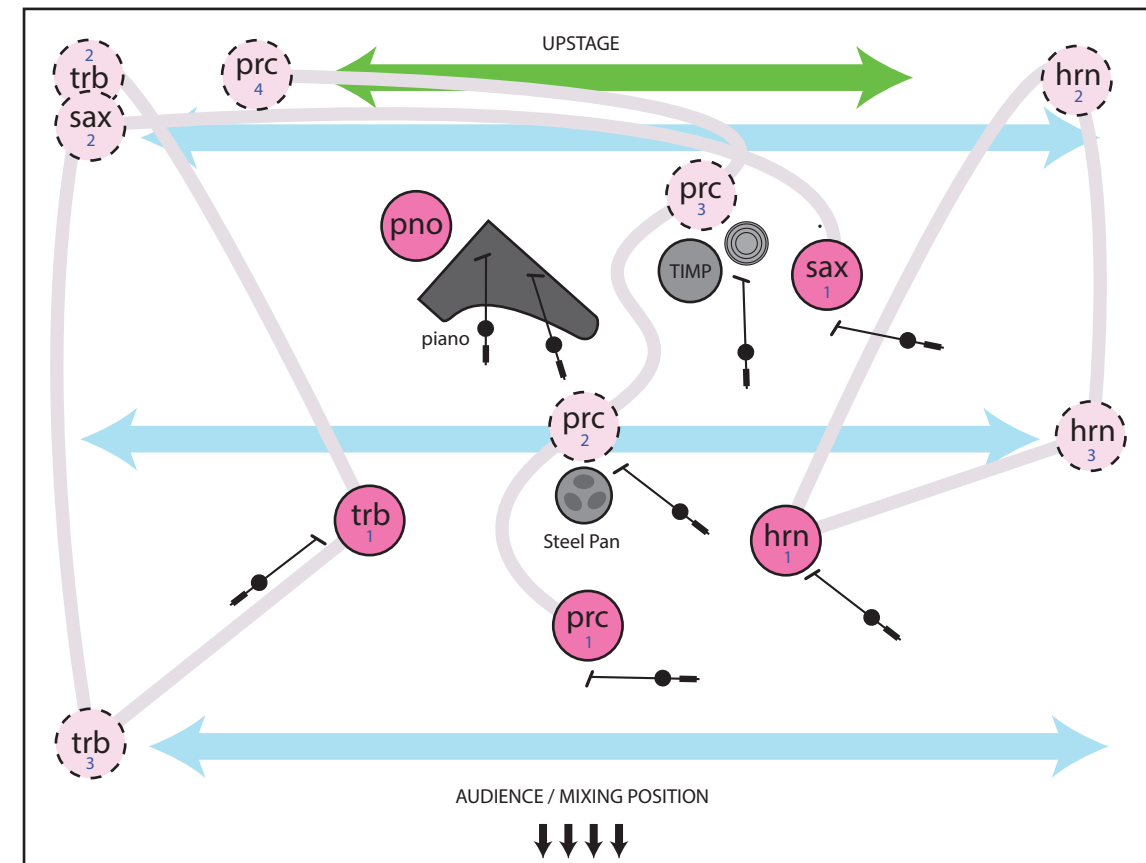 UPSTAGE
2
trb
prc
4
hrn
2
sax
2
prc
3
pno
TIMP
sax
1
piano
prc
2
hrn
3
trb
1
Steel Pan
hrn
1
prc
1
trb
3
AUDIENCE / MIXING POSITION